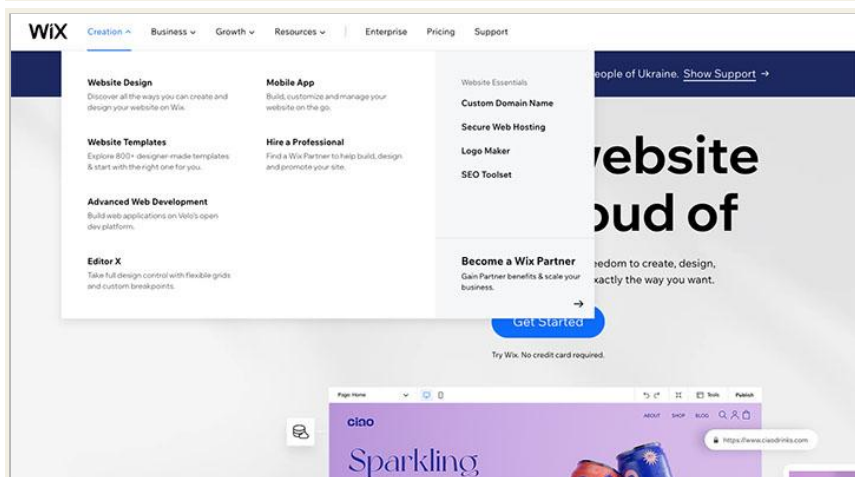 WiX
Creation
Business
Growth
Resources
Enterprise
Pricing
Support
eople of Ukraine. Show Support →
Website Design
Discover all the ways you can create and
design your website on Wix.
Website Templates
Explore 800+ designer-made templates
& start with the right one for you.
Advanced Web Development
Build web applications on Velo's open
dev platform.
Editor X
Take full design control with flexible grids
and custom breakpoints.
Mobile App
Build, customize and manage your
website on the go.
Hire a Professional
Find a Wix Partner to help build, design
and promote your site.
Website Essentials
Custom Domain Name
Secure Web Hosting
Logo Maker
SEO Toolset
Become a Wix Partner
Gain Partner benefits & scale your
business.
→
ebsite
oud of
eedom to create, design,
xactly the way you want.
Get Started
Try Wix. No credit card required.
Page: Home
Tools
Publish
ciao
ABOUT SHOP BLOG
https://www.ciaodrinks.com
Sparkling